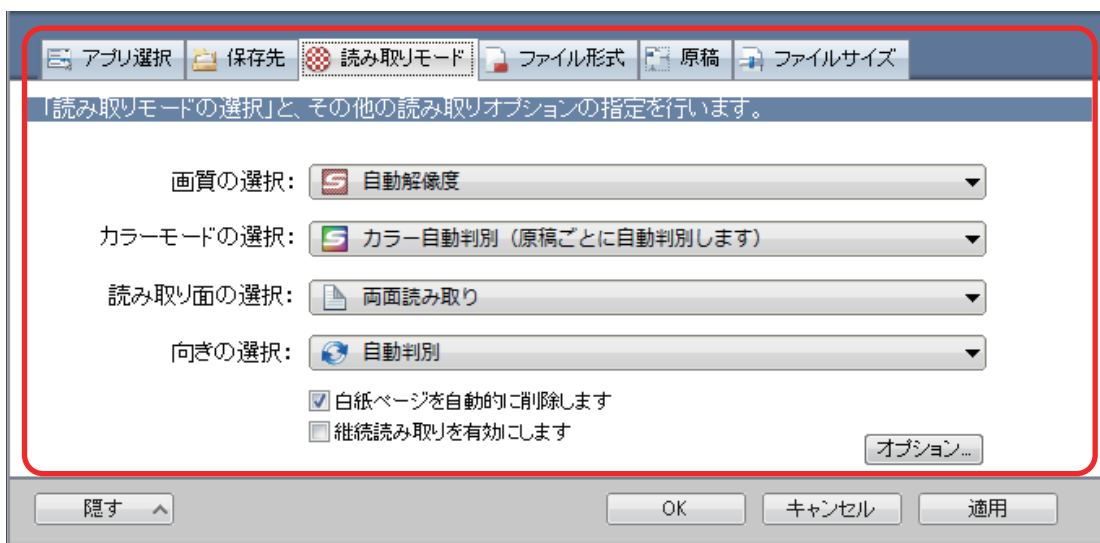 アプリ選択 保存先 読み取りモード ファイル形式 原稿 ファイルサイズ
「読み取りモードの選択」と、その他の読み取りオプションの指定を行います。
画質の選択: 自動解像度
カラーモードの選択: カラー自動判別（原稿ごとに自動判別します）
読み取り面の選択: 両面読み取り
向きの選択: 自動判別
白紙ページを自動的に削除します
継続読み取りを有効にします
オプション...
隠す OK キャンセル 適用